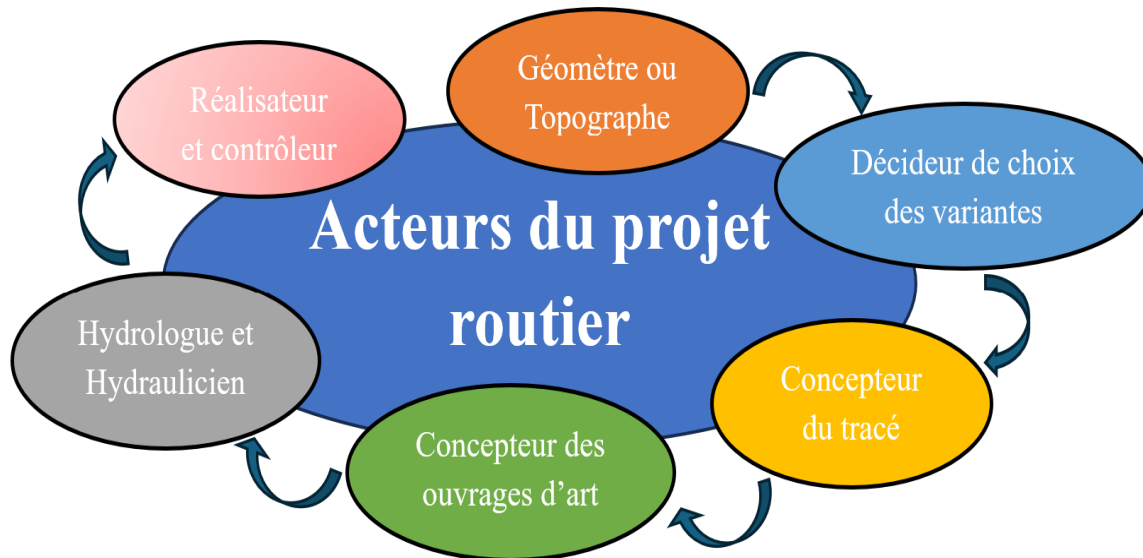 Géomètre ou
Topographe
Décideur de choix
des variantes
Concepteur
du tracé
Concepteur des
ouvrages d’art
Hydrologue et
Hydraulicien
Réalisateur
et contrôleur
Acteurs du projet
routier